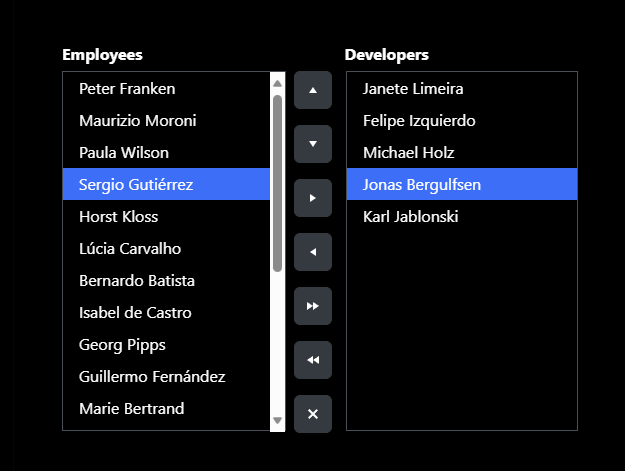 Employees
Peter Franken
Maurizio Moroni
Paula Wilson
Sergio Gutiérrez
Horst Kloss
Lúcia Carvalho
Bernardo Batista
Isabel de Castro
Georg Pipps
Guillermo Fernández
Marie Bertrand
Developers
Janete Limeira
Felipe Izquierdo
Michael Holz
Jonas Bergulfsen
Karl Jablonski